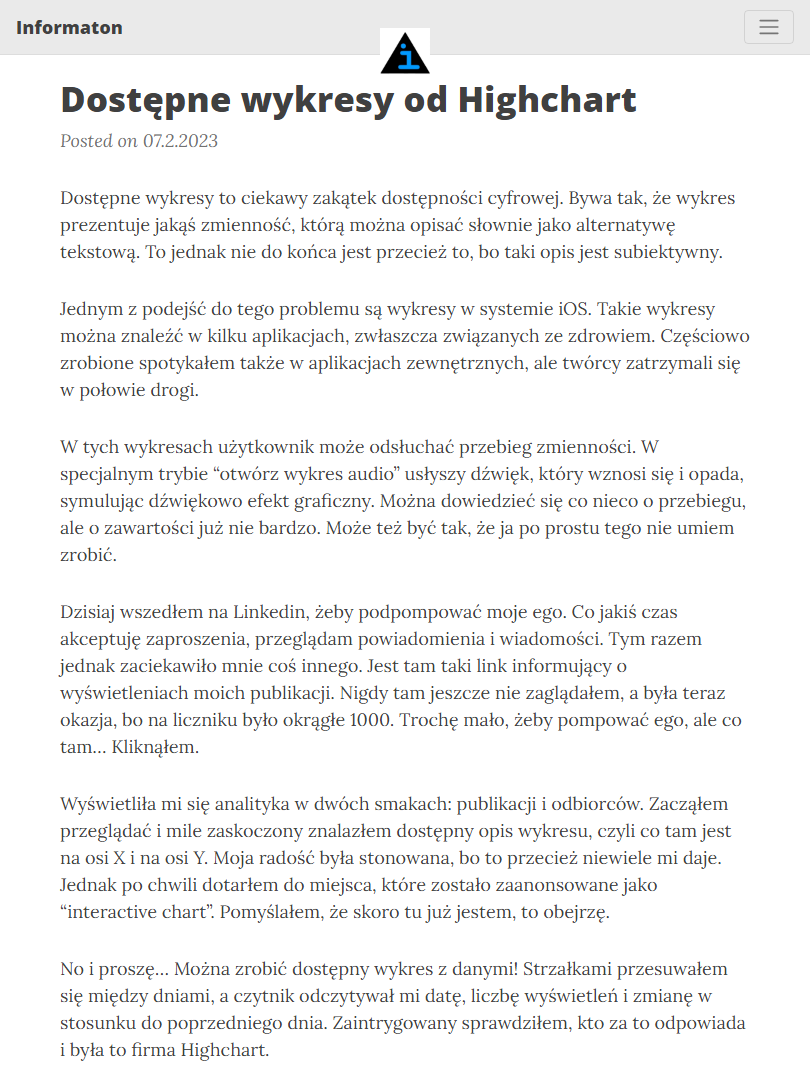 Informaton
i
Dostępne wykresy od Highchart
Posted on 07.2.2023
Dostępne wykresy to ciekawy zakątek dostępności cyfrowej. Bywa tak, że wykres
prezentuje jakąś zmienność, którą można opisać słownie jako alternatywę
tekstową. To jednak nie do końca jest przecież to, bo taki opis jest subiektywny.
Jednym z podejść do tego problemu są wykresy w systemie iOS. Takie wykresy
można znaleźć w kilku aplikacjach, zwłaszcza związanych ze zdrowiem. Częściowo
zrobione spotykałem także w aplikacjach zewnętrznych, ale twórcy zatrzymali się
w połowie drogi.
W tych wykresach użytkownik może odsłuchać przebieg zmienności. W
specjalnym trybie “otwórz wykres audio” usłyszy dźwięk, który wznosi się i opada,
symulując dźwiękowo efekt graficzny. Można dowiedzieć się co nieco o przebiegu,
ale o zawartości już nie bardzo. Może też być tak, że ja po prostu tego nie umiem
zrobić.
Dzisiaj wszedłem na Linkedin, żeby podpompować moje ego. Co jakiś czas
akceptuję zaproszenia, przeglądam powiadomienia i wiadomości. Tym razem
jednak zaciekawiło mnie coś innego. Jest tam taki link informujący o
wyświetleniach moich publikacji. Nigdy tam jeszcze nie zaglądałem, a była teraz
okazja, bo na liczniku było okrągłe 1000. Trochę mało, żeby pompować ego, ale co
tam… Kliknąłem.
Wyświetliła mi się analityka w dwóch smakach: publikacji i odbiorców. Zacząłem
przeglądać i mile zaskoczony znalazłem dostępny opis wykresu, czyli co tam jest
na osi X i na osi Y. Moja radość była stonowana, bo to przecież niewiele mi daje.
Jednak po chwili dotarłem do miejsca, które zostało zaanonsowane jako
“interactive chart”. Pomyślałem, że skoro tu już jestem, to obejrzę.
No i proszę… Można zrobić dostępny wykres z danymi! Strzałkami przesuwałem
się między dniami, a czytnik odczytywał mi datę, liczbę wyświetleń i zmianę w
stosunku do poprzedniego dnia. Zaintrygowany sprawdziłem, kto za to odpowiada
i była to firma Highchart.